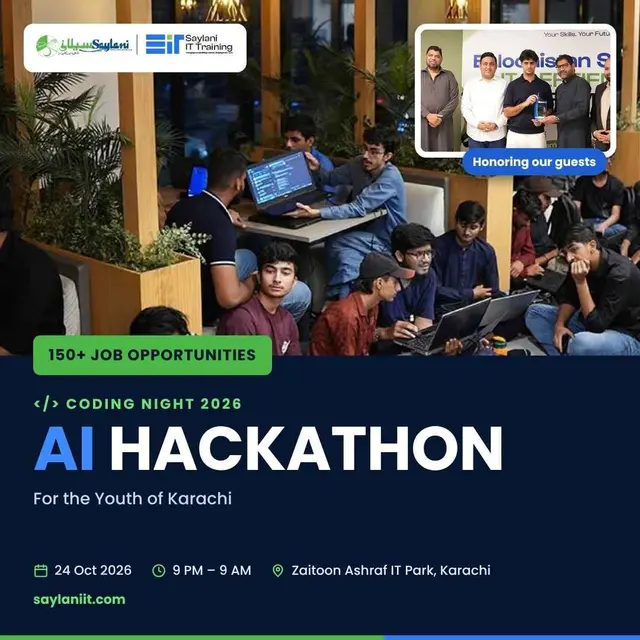 سیلانی Saylani
Saylani
IT Training
Your Skills, Your Futu
Honoring our guests
150+ JOB OPPORTUNITIES
</> CODING NIGHT 2026
AI HACKATHON
For the Youth of Karachi
24 Oct 2026
9 PM – 9 AM
Zaitoon Ashraf IT Park, Karachi
saylaniit.com